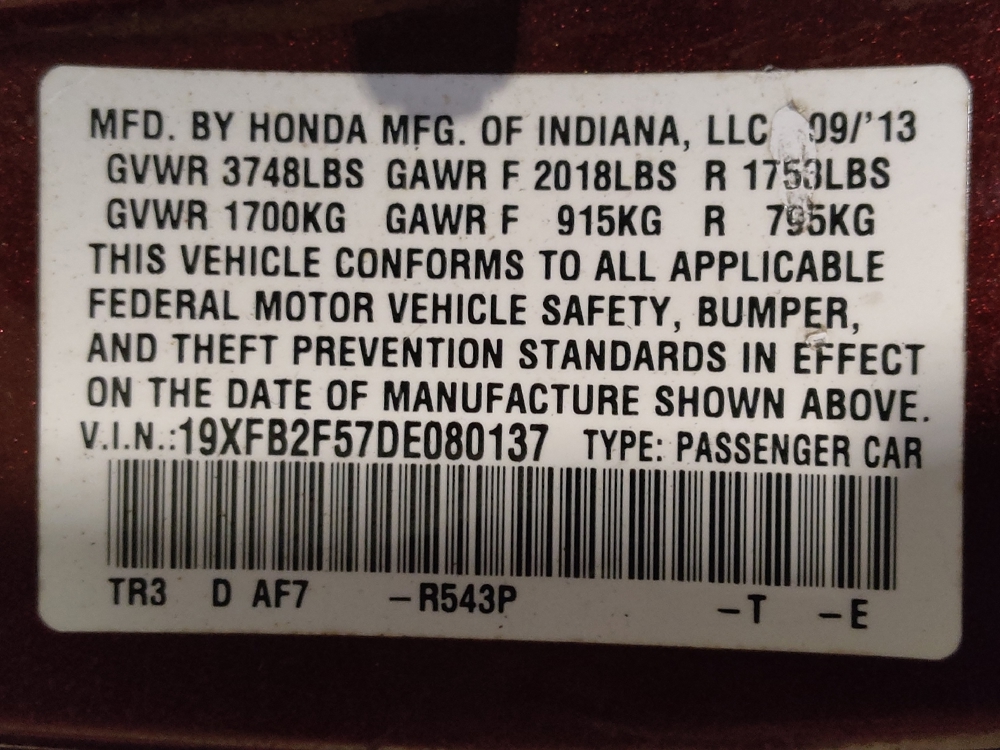 MFD. BY HONDA MFG. OF INDIANA, LLC 09/'13
GVWR 3748LBS GAWR F 2018LBS R 1753LBS
GVWR 1700KG GAWR F 915KG R 795KG
THIS VEHICLE CONFORMS TO ALL APPLICABLE
FEDERAL MOTOR VEHICLE SAFETY, BUMPER,
AND THEFT PREVENTION STANDARDS IN EFFECT
ON THE DATE OF MANUFACTURE SHOWN ABOVE.
V.I.N.:19XFB2F57DE080137 TYPE: PASSENGER CAR
TR3 D AF7 -R543P -T -E